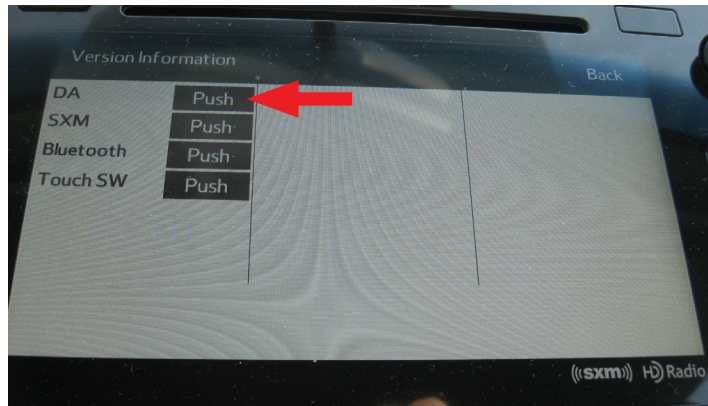 Version Information
Back
DA Push
SXM Push
Bluetooth Push
Touch SW Push
((sxm)) HD Radio